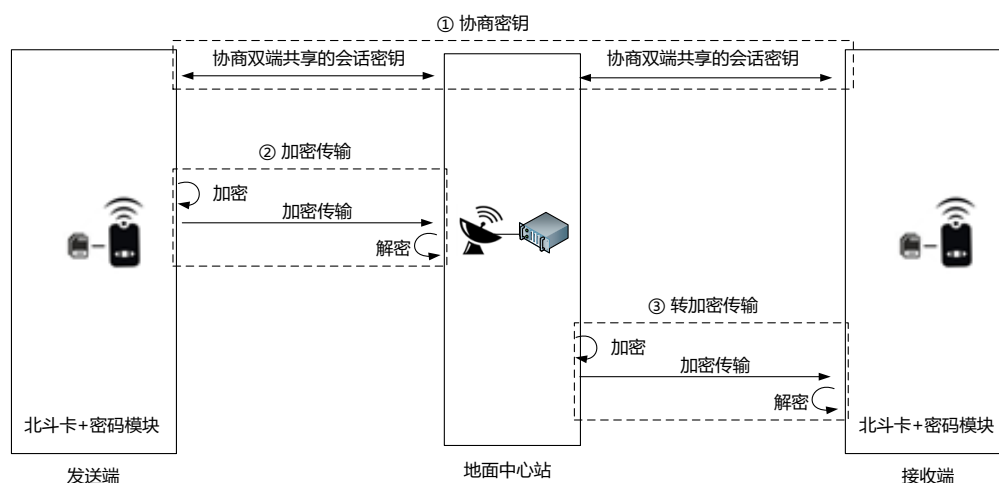 ① 协商密钥
协商双端共享的会话密钥
协商双端共享的会话密钥
② 加密传输
加密
加密传输
解密
③ 转加密传输
加密
加密传输
解密
北斗卡+密码模块
北斗卡+密码模块
发送端
地面中心站
接收端